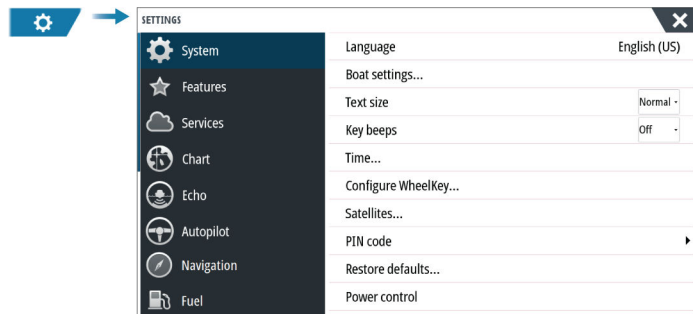 SETTINGS
System
Features
Services
Chart
Echo
Autopilot
Navigation
Fuel
Language English (US)
Boat settings...
Text size Normal
Key beeps Off
Time...
Configure WheelKey...
Satellites...
PIN code
Restore defaults...
Power control